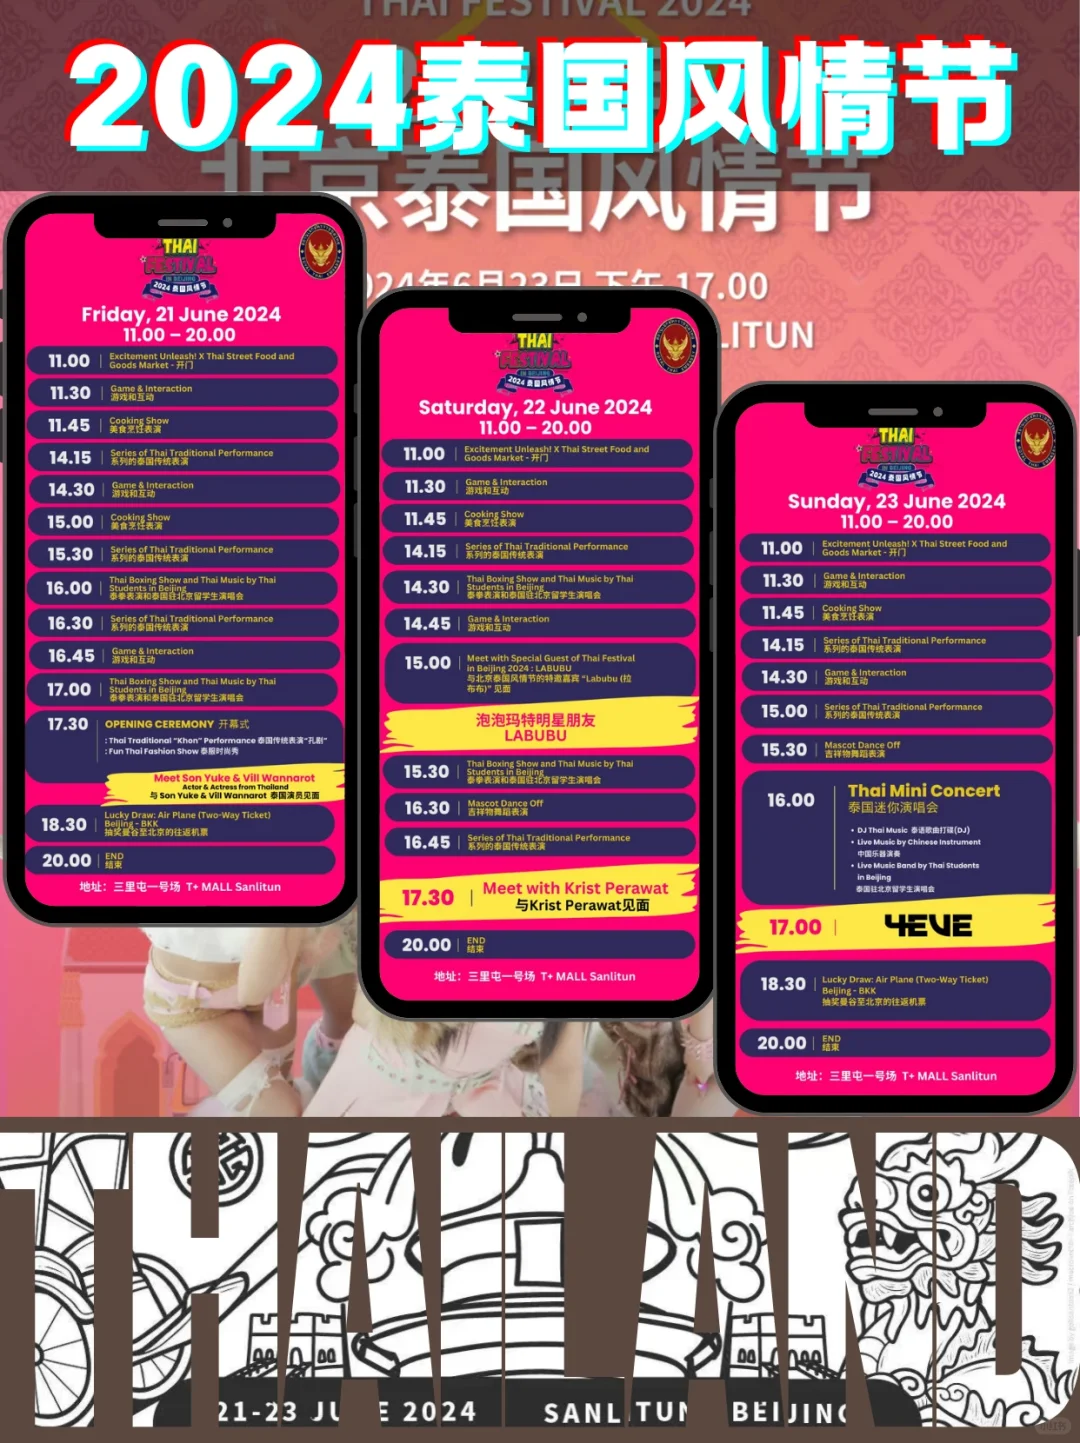 THAI FESTIVAL 2024
2024泰国风情节
北京泰国风情节
2024年6月23日 下午 17.00
LITUN
THAI
FESTIVAL
IN BEIJING
2024 泰国风情节
Friday, 21 June 2024
11.00 – 20.00
11.00 Excitement Unleash! X Thai Street Food and
Goods Market - 开门
11.30 Game & Interaction
游戏和互动
11.45 Cooking Show
美食烹饪表演
14.15 Series of Thai Traditional Performance
系列的泰国传统表演
14.30 Game & Interaction
游戏和互动
15.00 Cooking Show
美食烹饪表演
15.30 Series of Thai Traditional Performance
系列的泰国传统表演
16.00 Thai Boxing Show and Thai Music by Thai
Students in Beijing
泰拳表演和泰国驻北京留学生演唱会
16.30 Series of Thai Traditional Performance
系列的泰国传统表演
16.45 Game & Interaction
游戏和互动
17.00 Thai Boxing Show and Thai Music by Thai
Students in Beijing
泰拳表演和泰国驻北京留学生演唱会
17.30 OPENING CEREMONY 开幕式
: Thai Traditional “Khon” Performance 泰国传统表演“孔剧”
: Fun Thai Fashion Show 泰服时尚秀
Meet Son Yuke & Vill Wannarot
Actor & Actress from Thailand
与 Son Yuke & Vill Wannarot 泰国演员见面
18.30 Lucky Draw: Air Plane (Two-Way Ticket)
Beijing - BKK
抽奖曼谷至北京的往返机票
20.00 END
结束
地址：三里屯一号场 T+ MALL Sanlitun
THAI
FESTIVAL
IN BEIJING
2024 泰国风情节
Saturday, 22 June 2024
11.00 – 20.00
11.00 Excitement Unleash! X Thai Street Food and
Goods Market - 开门
11.30 Game & Interaction
游戏和互动
11.45 Cooking Show
美食烹饪表演
14.15 Series of Thai Traditional Performance
系列的泰国传统表演
14.30 Thai Boxing Show and Thai Music by Thai
Students in Beijing
泰拳表演和泰国驻北京留学生演唱会
14.45 Game & Interaction
游戏和互动
15.00 Meet with Special Guest of Thai Festival
in Beijing 2024 : LABUBU
与北京泰国风情节的特邀嘉宾 “Labubu (拉
布布)” 见面
泡泡玛特明星朋友
LABUBU
15.30 Thai Boxing Show and Thai Music by Thai
Students in Beijing
泰拳表演和泰国驻北京留学生演唱会
16.30 Mascot Dance Off
吉祥物舞蹈表演
16.45 Series of Thai Traditional Performance
系列的泰国传统表演
17.30 Meet with Krist Perawat
与Krist Perawat见面
20.00 END
结束
地址：三里屯一号场 T+ MALL Sanlitun
THAI
FESTIVAL
IN BEIJING
2024 泰国风情节
Sunday, 23 June 2024
11.00 – 20.00
11.00 Excitement Unleash! X Thai Street Food and
Goods Market - 开门
11.30 Game & Interaction
游戏和互动
11.45 Cooking Show
美食烹饪表演
14.15 Series of Thai Traditional Performance
系列的泰国传统表演
14.30 Game & Interaction
游戏和互动
15.00 Series of Thai Traditional Performance
系列的泰国传统表演
15.30 Mascot Dance Off
吉祥物舞蹈表演
16.00 Thai Mini Concert
泰国迷你演唱会
• DJ Thai Music 泰语歌曲打碟(DJ)
• Live Music by Chinese Instrument
中国乐器演奏
• Live Music Band by Thai Students
in Beijing
泰国驻北京留学生演唱会
17.00 4EVE
18.30 Lucky Draw: Air Plane (Two-Way Ticket)
Beijing - BKK
抽奖曼谷至北京的往返机票
20.00 END
结束
地址：三里屯一号场 T+ MALL Sanlitun
THAILAND
21-23 JUNE 2024 SANLITUN BEIJING